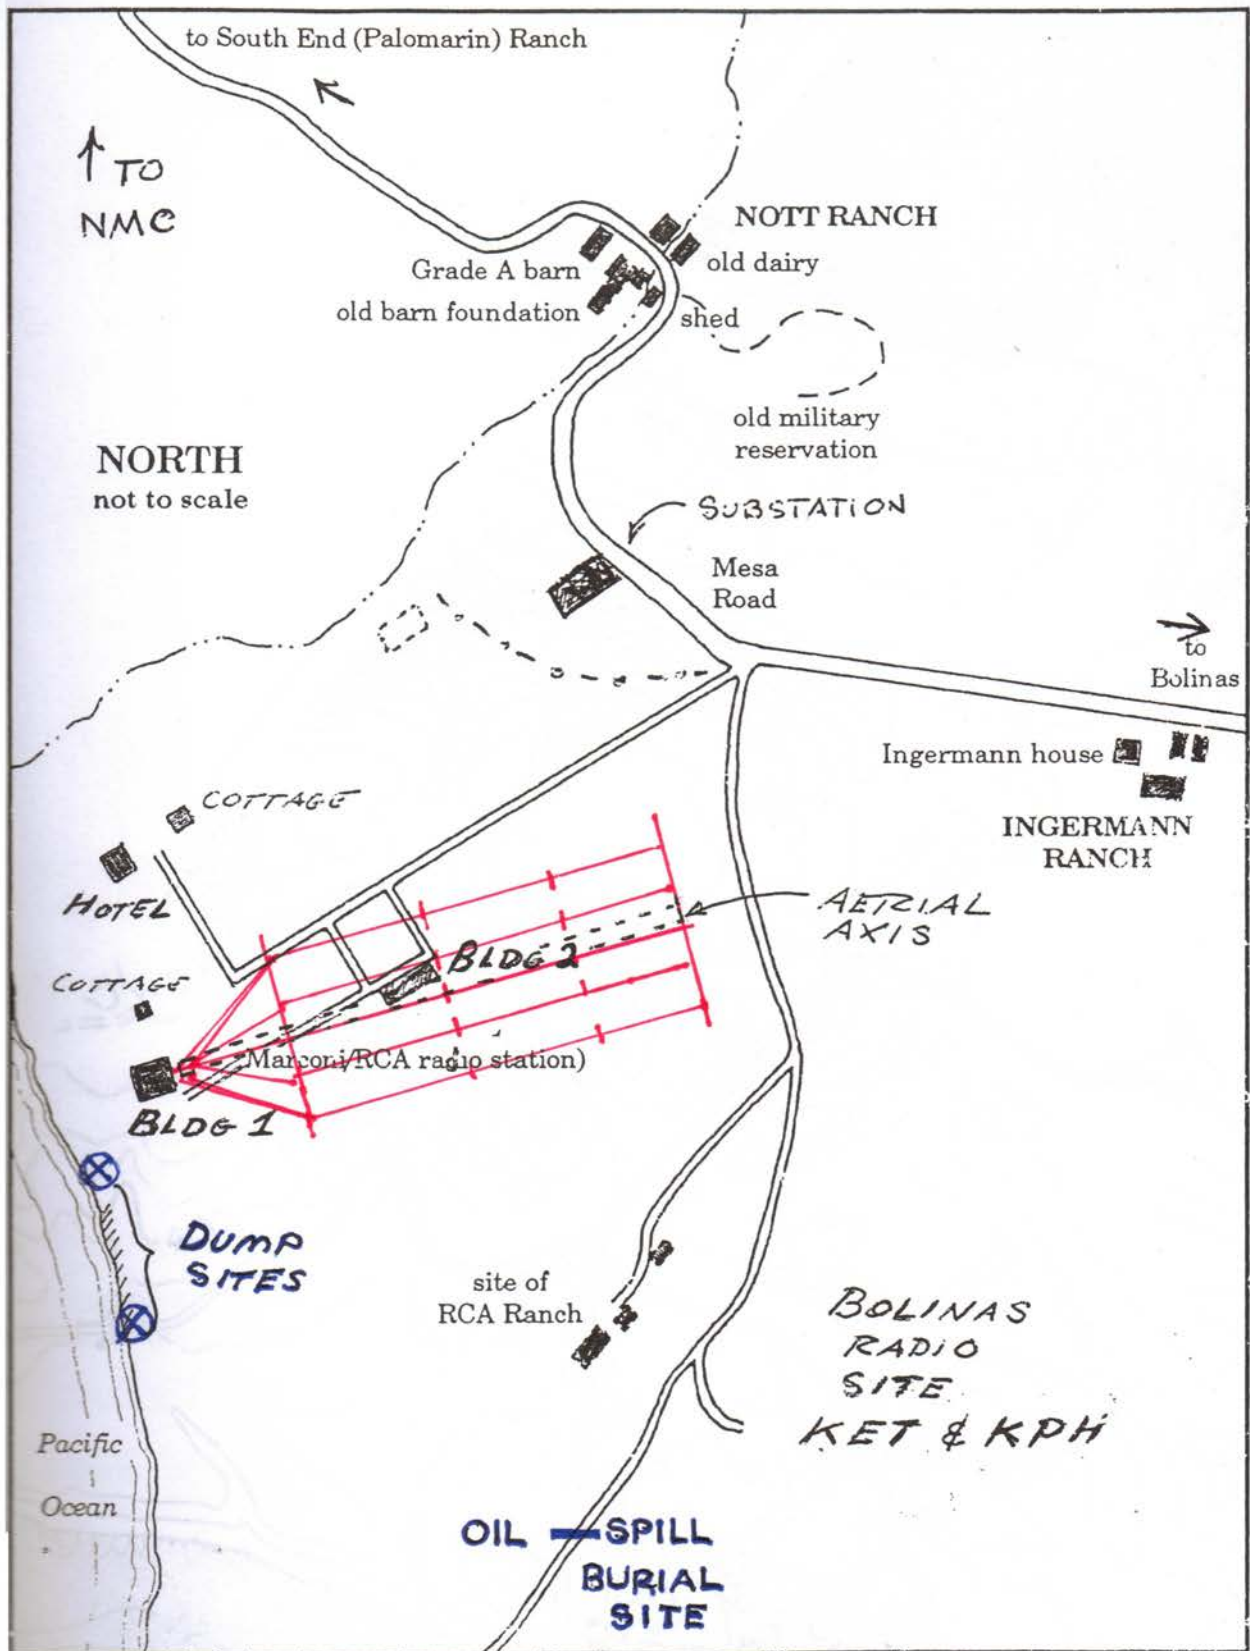 to South End (Palomarin) Ranch
↑ TO
NMC
NOTT RANCH
Grade A barn
old dairy
old barn foundation
shed
old military
reservation
NORTH
not to scale
SUBSTATION
Mesa
Road
to
Bolinas
Ingermann house
INGERMANN
RANCH
COTTAGE
HOTEL
AERIAL
AXIS
BLDG 2
COTTAGE
Marconi/RCA radio station)
BLDG 1
DUMP
SITES
site of
RCA Ranch
BOLINAS
RADIO
SITE
KET & KPH
Pacific
Ocean
OIL SPILL
BURIAL
SITE